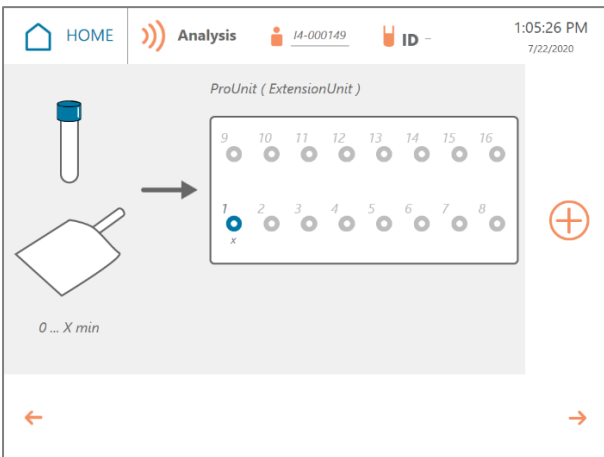 HOME
Analysis
I4-000149
ID –
1:05:26 PM
7/22/2020
ProUnit ( ExtensionUnit )
9 10 11 12 13 14 15 16
1 2 3 4 5 6 7 8
x
0 ... X min